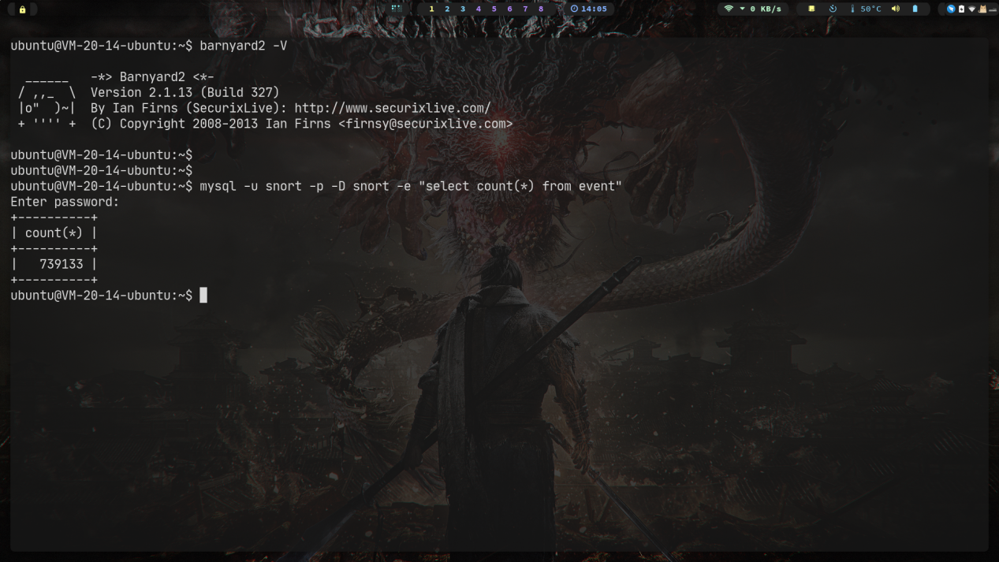 1 2 3 4 5 6 7 8 14:05 0 KB/s 50°C
ubuntu@VM-20-14-ubuntu:~$ barnyard2 -V
  ______   -*> Barnyard2 <*-
 / ,,_  \  Version 2.1.13 (Build 327)
 |o"  )~|  By Ian Firns (SecurixLive): http://www.securixlive.com/
 + '''' +  (C) Copyright 2008-2013 Ian Firns <firnsy@securixlive.com>
ubuntu@VM-20-14-ubuntu:~$
ubuntu@VM-20-14-ubuntu:~$
ubuntu@VM-20-14-ubuntu:~$ mysql -u snort -p -D snort -e "select count(*) from event"
Enter password:
+----------+
| count(*) |
+----------+
|   739133 |
+----------+
ubuntu@VM-20-14-ubuntu:~$